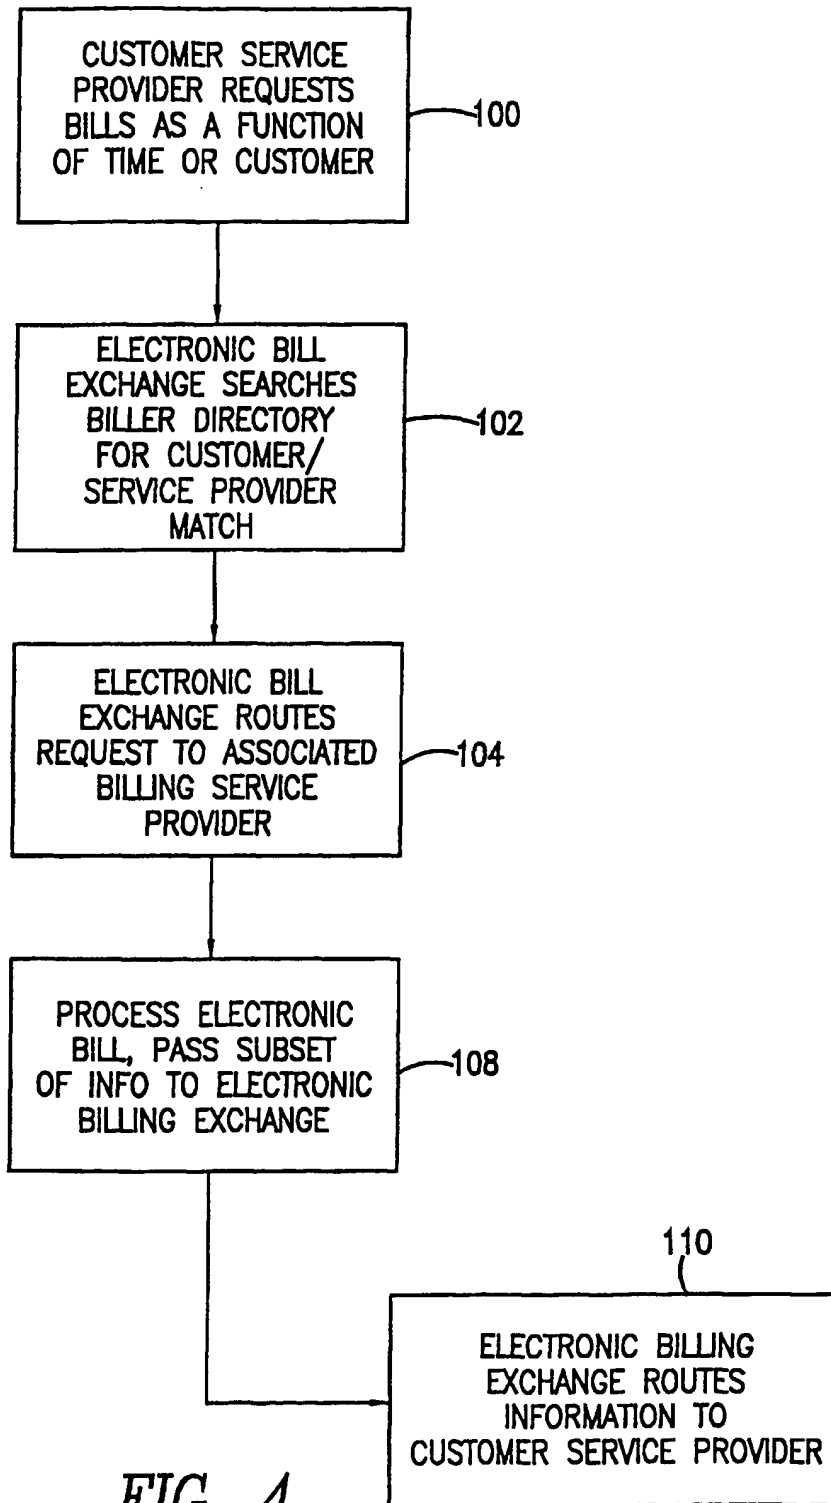 CUSTOMER SERVICE
PROVIDER REQUESTS
BILLS AS A FUNCTION
OF TIME OR CUSTOMER
100
ELECTRONIC BILL
EXCHANGE SEARCHES
BILLER DIRECTORY
FOR CUSTOMER/
SERVICE PROVIDER
MATCH
102
ELECTRONIC BILL
EXCHANGE ROUTES
REQUEST TO ASSOCIATED
BILLING SERVICE
PROVIDER
104
PROCESS ELECTRONIC
BILL, PASS SUBSET
OF INFO TO ELECTRONIC
BILLING EXCHANGE
108
110
ELECTRONIC BILLING
EXCHANGE ROUTES
INFORMATION TO
CUSTOMER SERVICE PROVIDER
FIG. 4